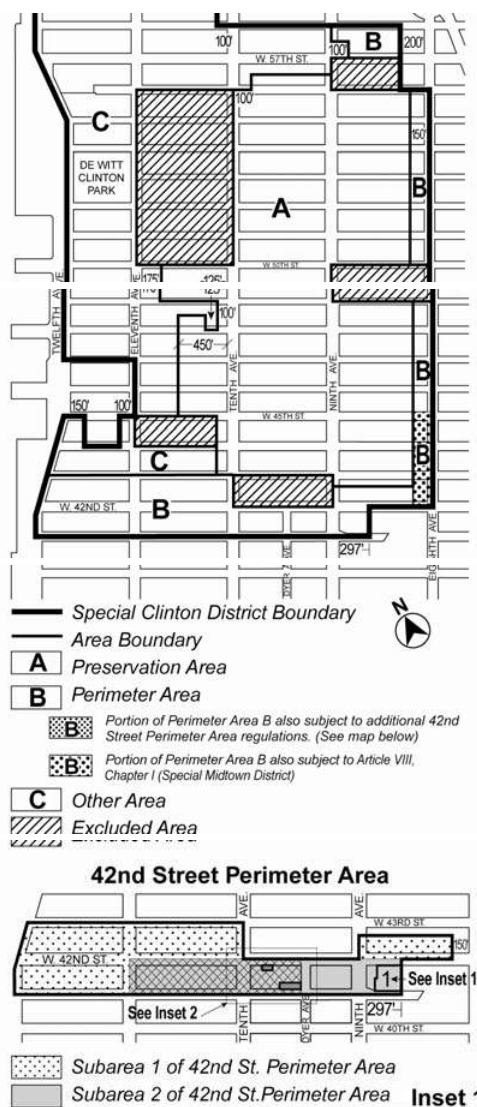 100'
100'
B
200'
W. 57TH ST.
100'
150'
C
DE WITT
CLINTON
PARK
A
B
W. 50TH ST.
TWELFTH AVE.
ELEVENTH AVE.
175'
125'
100'
450'
TENTH AVE.
NINTH AVE.
B
150'
100'
W. 45TH ST.
B
C
W. 42ND ST.
B
297'
DYER AVE
EIGHTH AVE.
Special Clinton District Boundary
N
Area Boundary
A Preservation Area
B Perimeter Area
B Portion of Perimeter Area B also subject to additional 42nd
Street Perimeter Area regulations. (See map below)
B Portion of Perimeter Area B also subject to Article VIII,
Chapter I (Special Midtown District)
C Other Area
Excluded Area
42nd Street Perimeter Area
AVE.
AVE.
W. 43RD ST.
150'
W. 42ND ST.
1
See Inset 1
See Inset 2
TENTH
DYER AVE
NINTH
297'
W. 40TH ST.
Subarea 1 of 42nd St. Perimeter Area
Subarea 2 of 42nd St.Perimeter Area
Inset 1